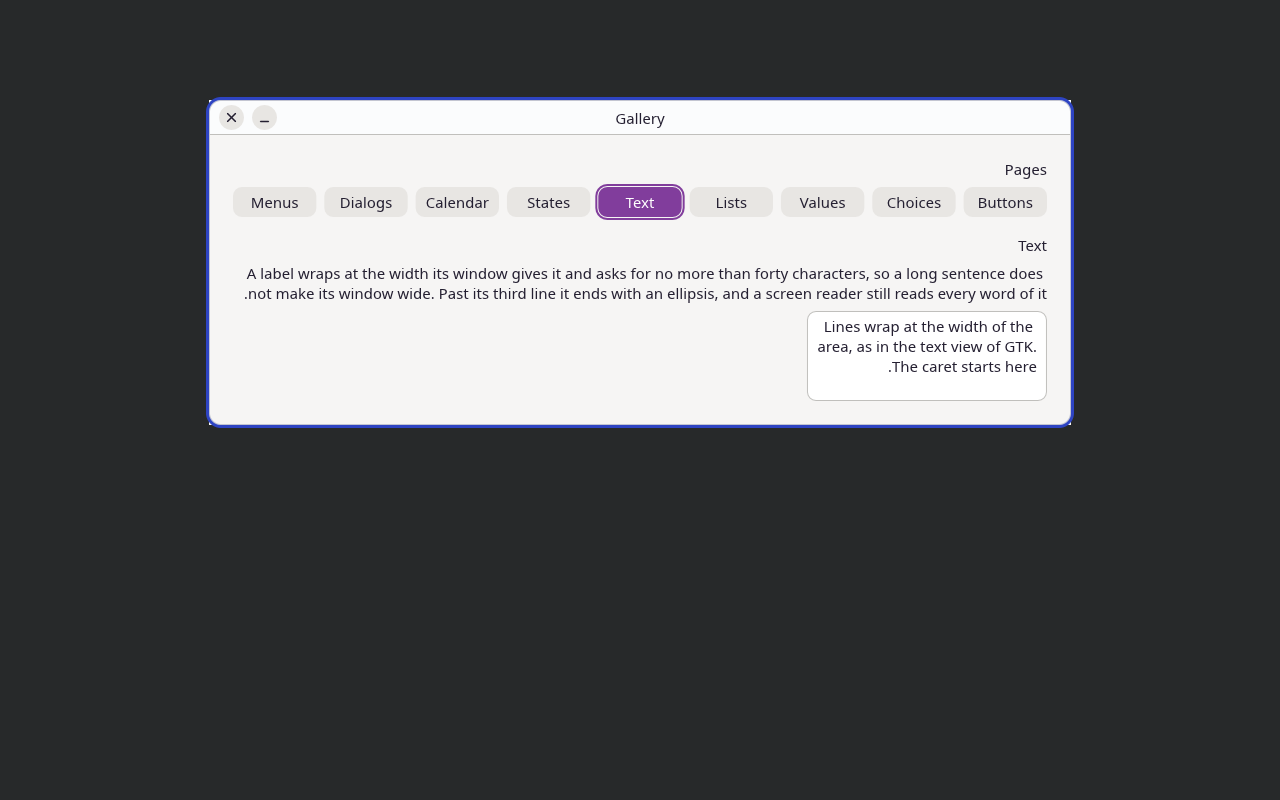 Gallery
Pages
Menus Dialogs Calendar States Text Lists Values Choices Buttons
Text
A label wraps at the width its window gives it and asks for no more than forty characters, so a long sentence does
.not make its window wide. Past its third line it ends with an ellipsis, and a screen reader still reads every word of it
Lines wrap at the width of the
area, as in the text view of GTK.
.The caret starts here